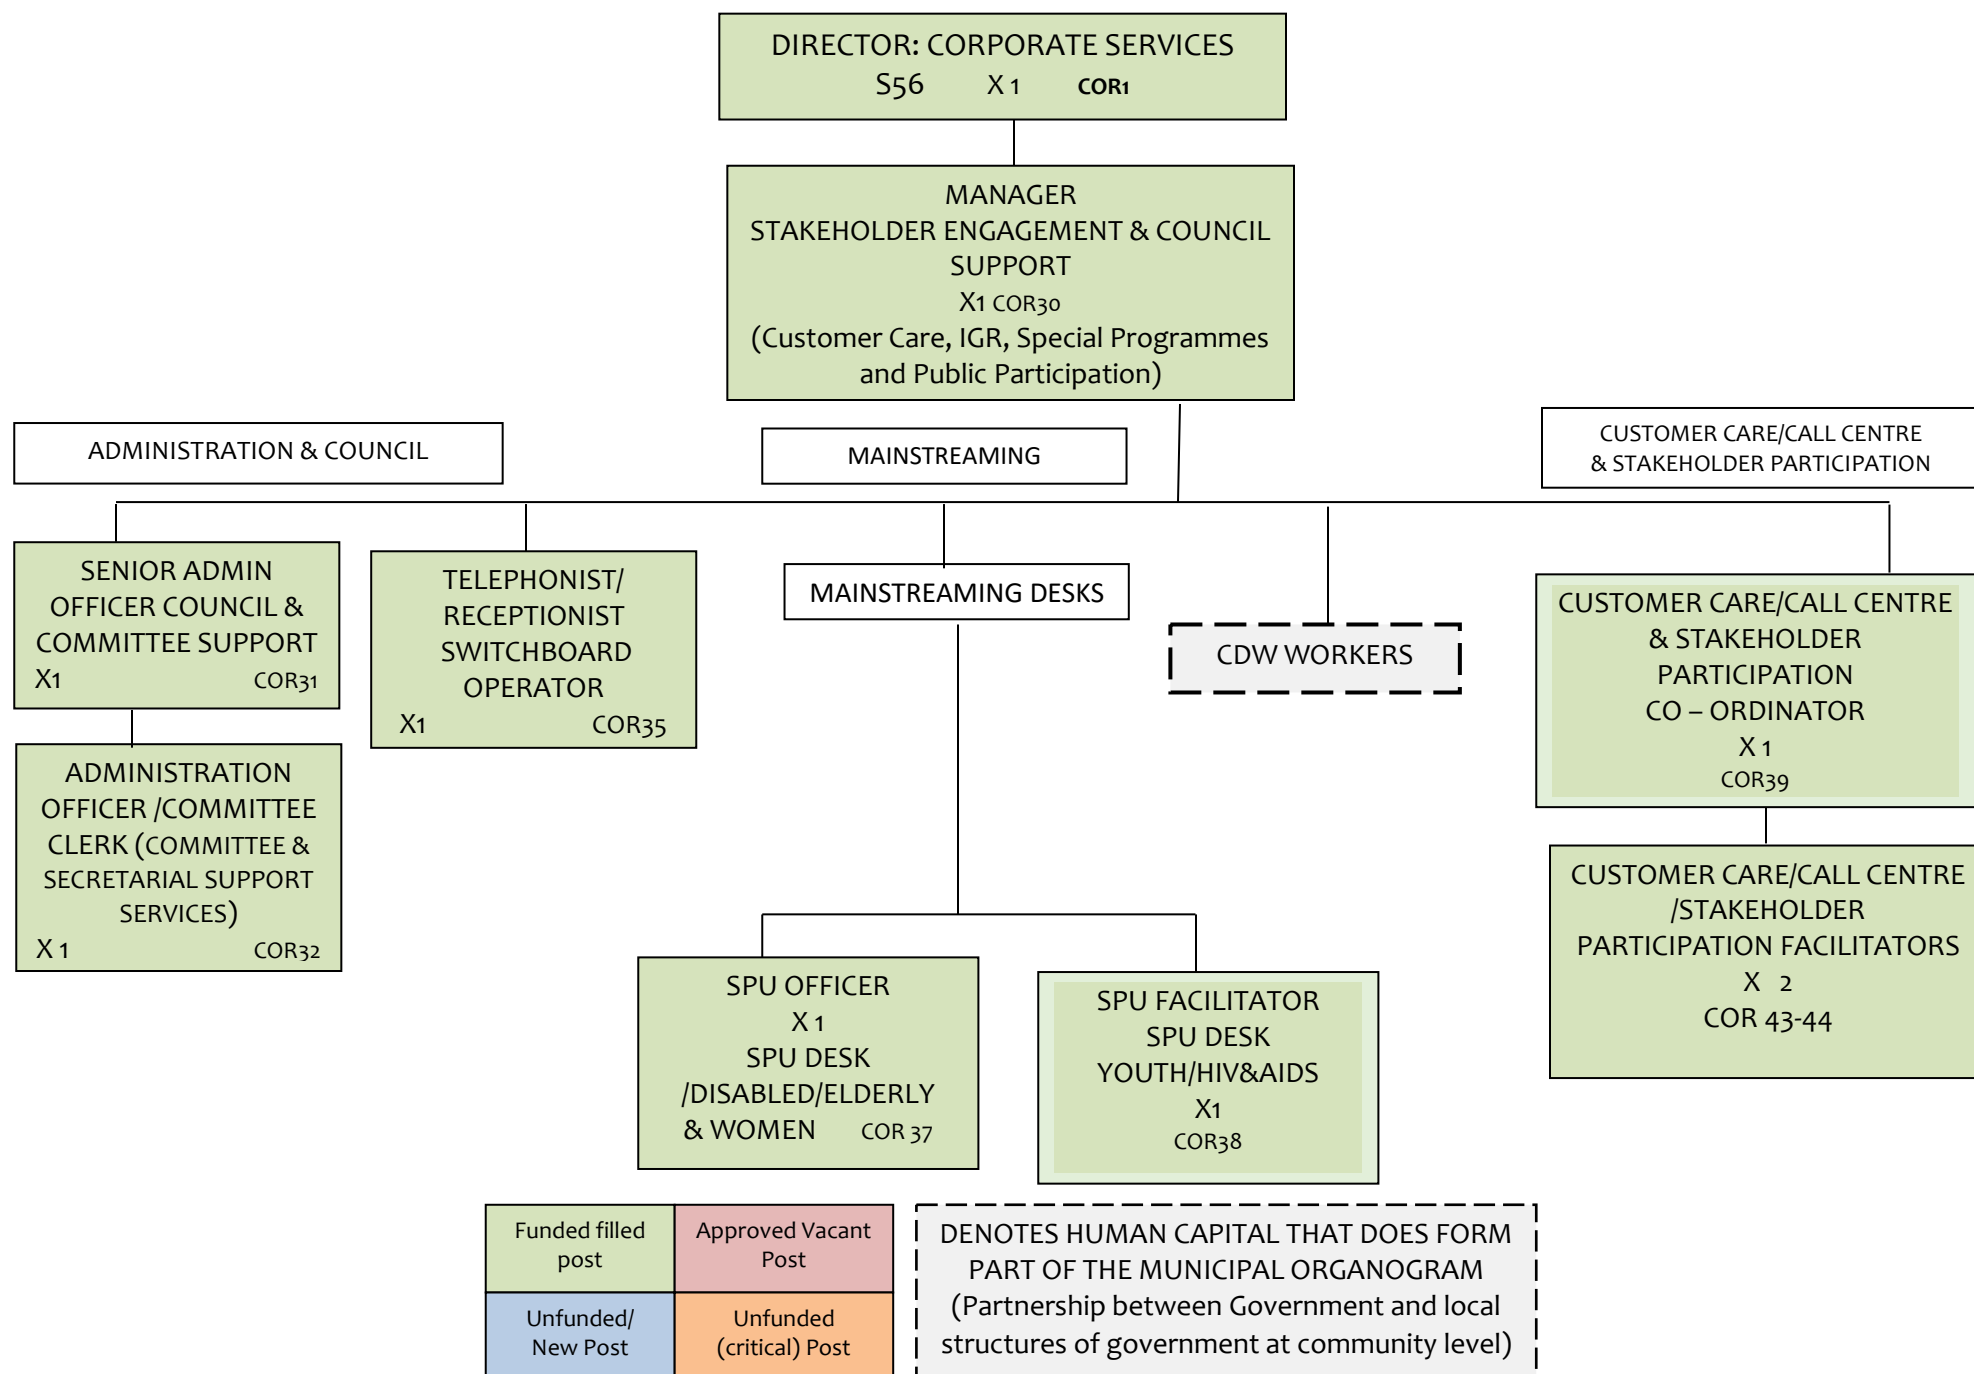 DIRECTOR: CORPORATE SERVICES
S56 X 1 COR1
MANAGER
STAKEHOLDER ENGAGEMENT & COUNCIL
SUPPORT
X1 COR30
(Customer Care, IGR, Special Programmes
and Public Participation)
ADMINISTRATION & COUNCIL
MAINSTREAMING
CUSTOMER CARE/CALL CENTRE
& STAKEHOLDER PARTICIPATION
SENIOR ADMIN
OFFICER COUNCIL &
COMMITTEE SUPPORT
X1 COR31
TELEPHONIST/
RECEPTIONIST
SWITCHBOARD
OPERATOR
X1 COR35
MAINSTREAMING DESKS
CDW WORKERS
CUSTOMER CARE/CALL CENTRE
& STAKEHOLDER
PARTICIPATION
CO – ORDINATOR
X 1
COR39
ADMINISTRATION
OFFICER /COMMITTEE
CLERK (COMMITTEE &
SECRETARIAL SUPPORT
SERVICES)
X 1 COR32
CUSTOMER CARE/CALL CENTRE
/STAKEHOLDER
PARTICIPATION FACILITATORS
X 2
COR 43-44
SPU OFFICER
X 1
SPU DESK
/DISABLED/ELDERLY
& WOMEN COR 37
SPU FACILITATOR
SPU DESK
YOUTH/HIV&AIDS
X1
COR38
Funded filled
post
Approved Vacant
Post
Unfunded/
New Post
Unfunded
(critical) Post
DENOTES HUMAN CAPITAL THAT DOES FORM
PART OF THE MUNICIPAL ORGANOGRAM
(Partnership between Government and local
structures of government at community level)